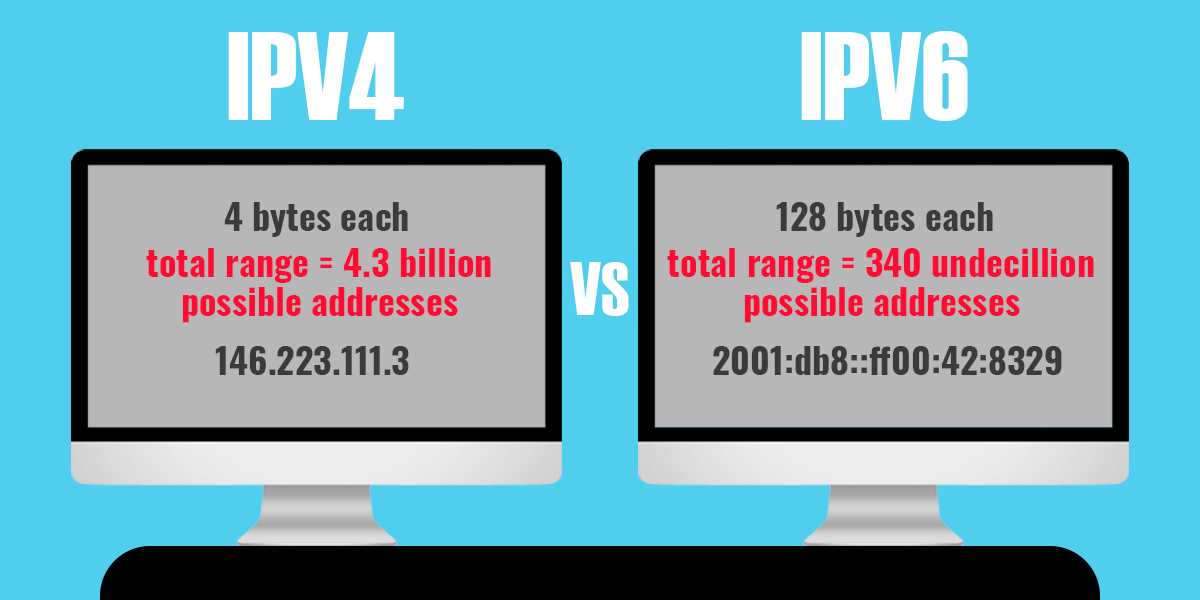 IPV4
4 bytes each
total range = 4.3 billion
possible addresses
146.223.111.3
VS
IPV6
128 bytes each
total range = 340 undecillion
possible addresses
2001:db8::ff00:42:8329